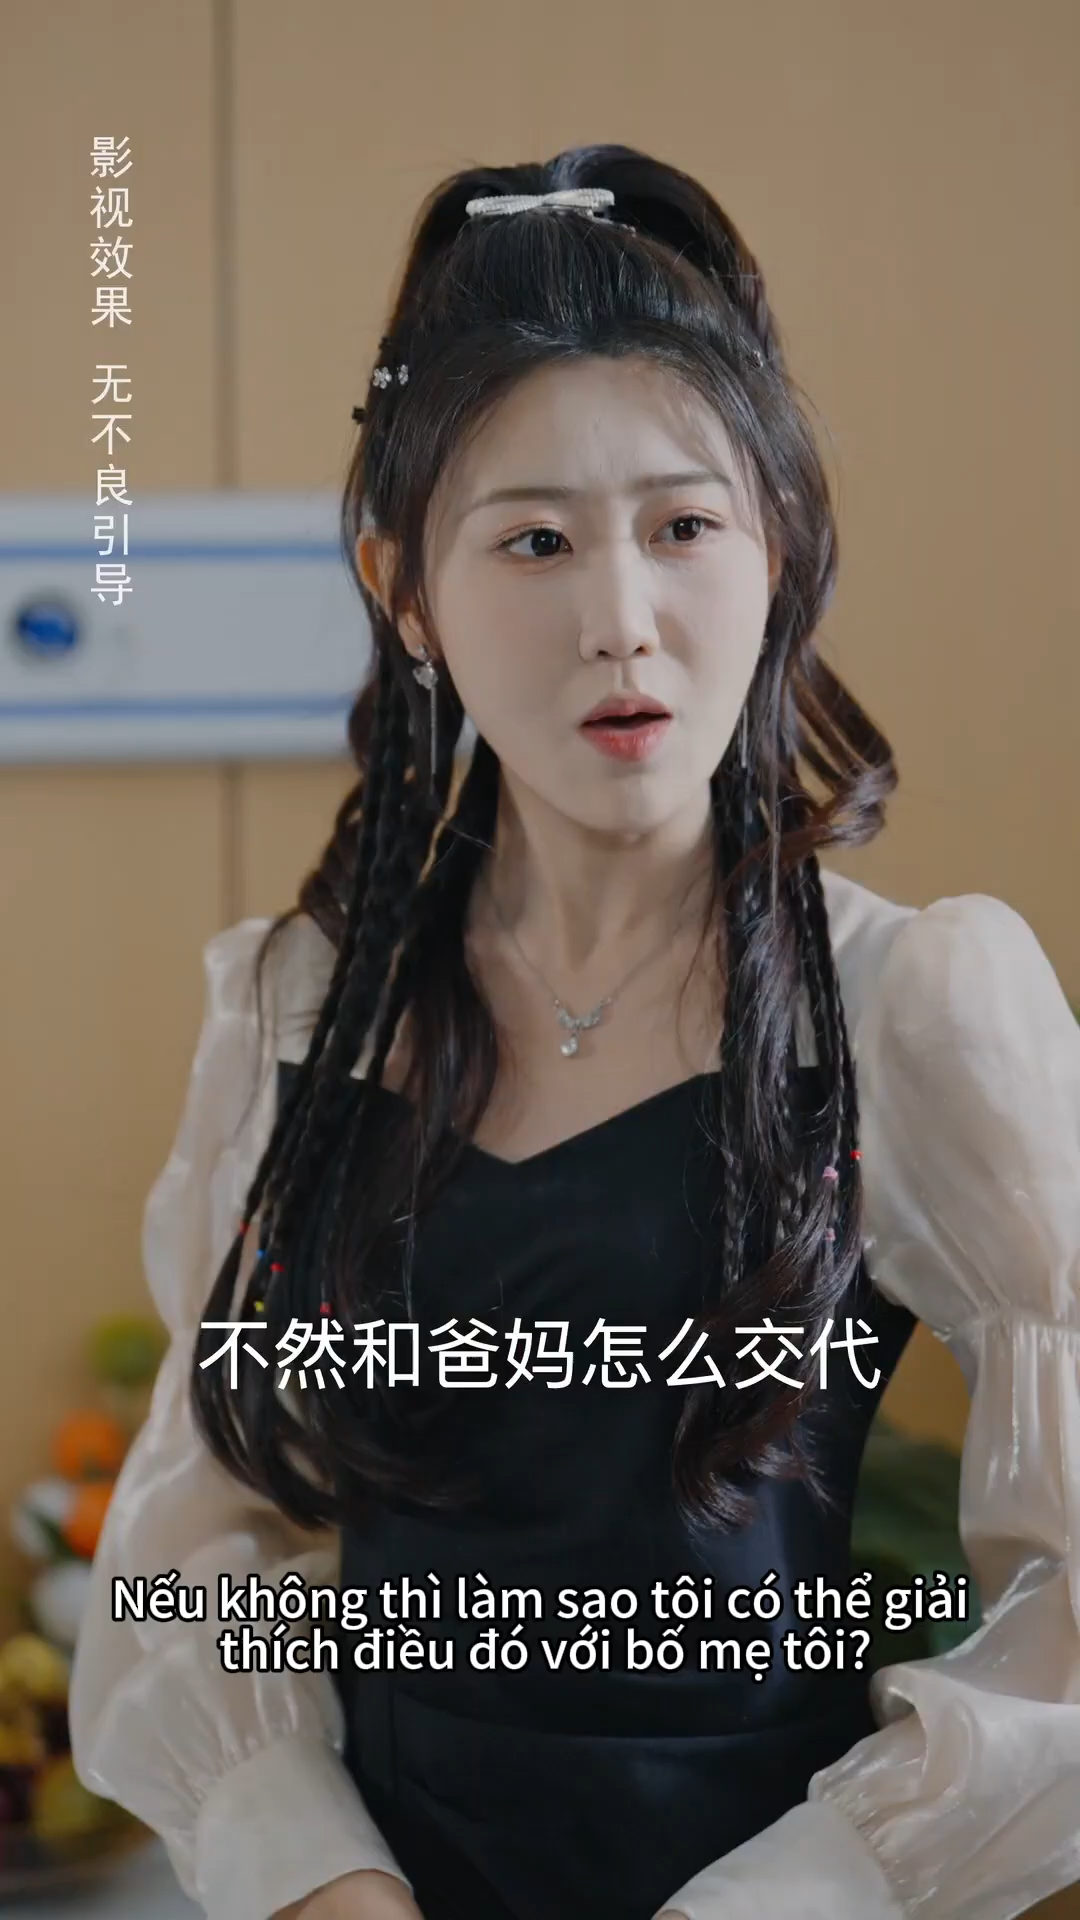 影视效果 无不良引导
不然和爸妈怎么交代
Nếu không thì làm sao tôi có thể giải
thích điều đó với bố mẹ tôi?